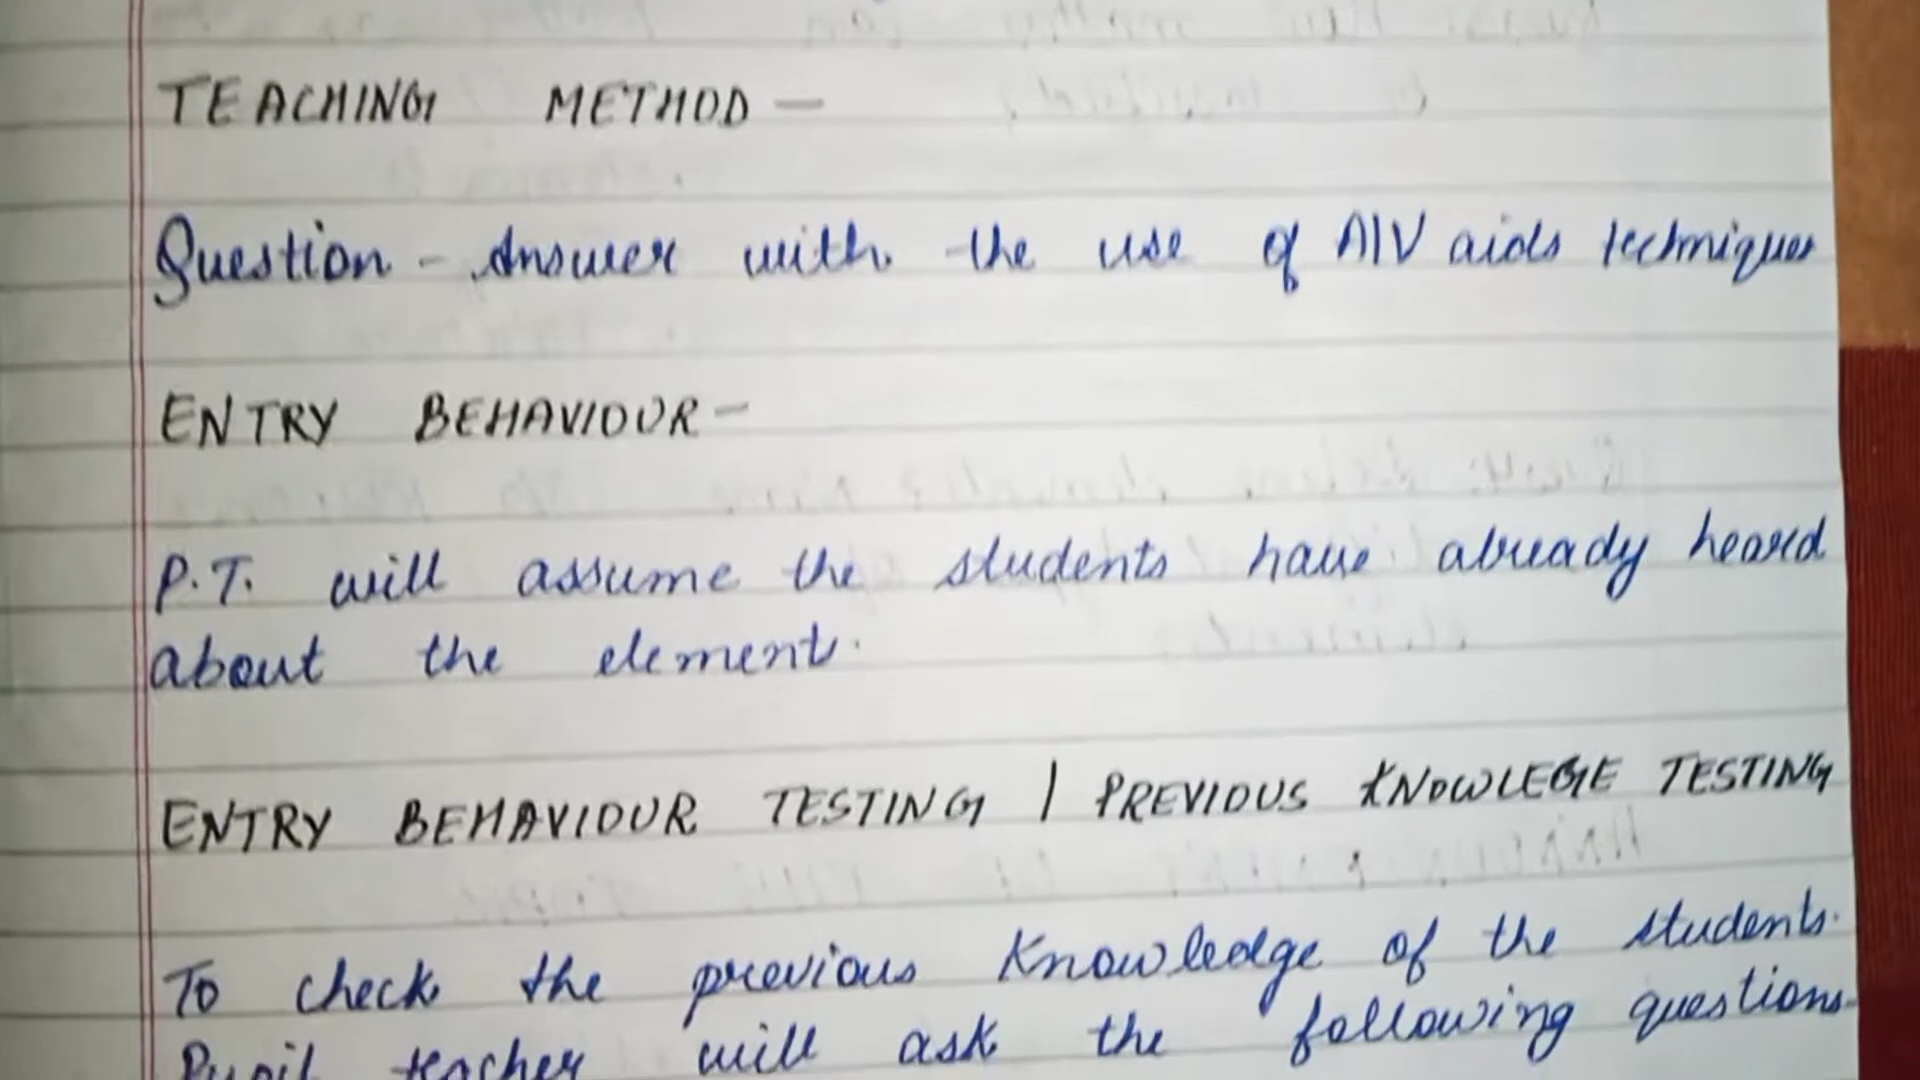 TEACHING METHOD -
Question - Answer with the use of A/V aids techniques
ENTRY BEHAVIOUR -
P.T. will assume the students have already heard
about the element.
ENTRY BEHAVIOUR TESTING / PREVIOUS KNOWLEGE TESTING
To check the previous Knowledge of the students.
Pupil teacher will ask the following questions